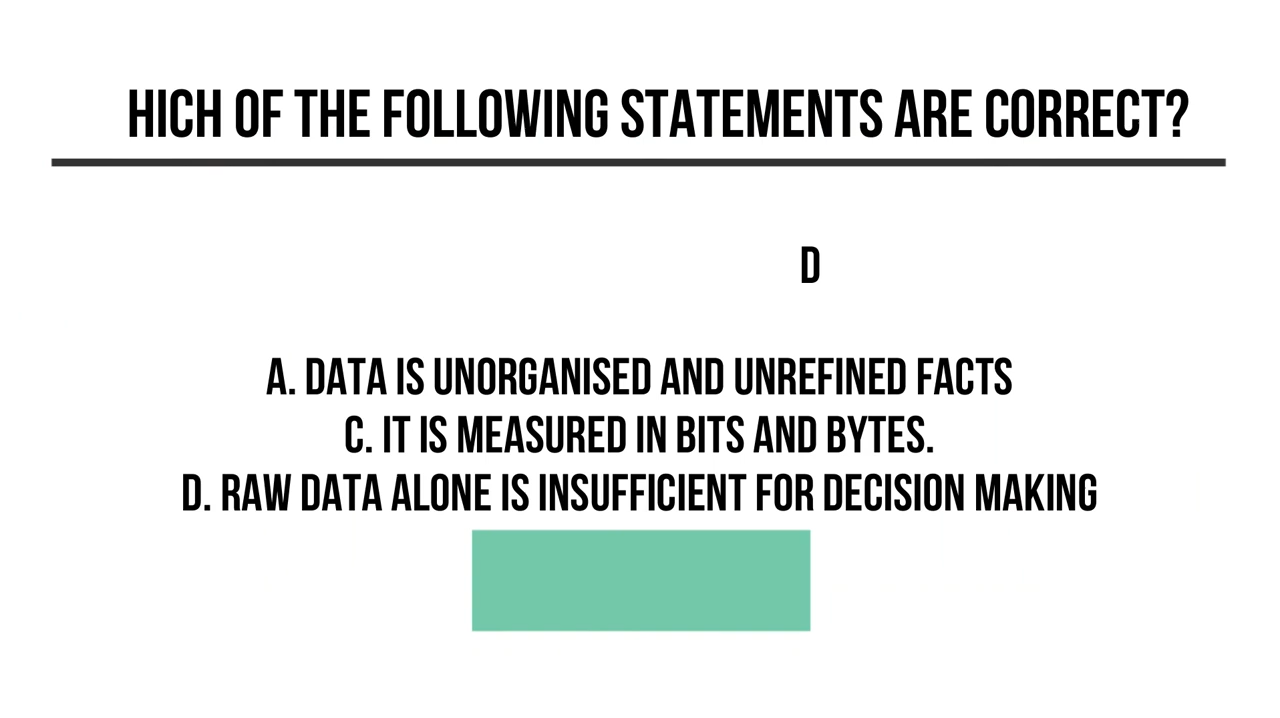 HICH OF THE FOLLOWING STATEMENTS ARE CORRECT?
D
A. DATA IS UNORGANISED AND UNREFINED FACTS
C. IT IS MEASURED IN BITS AND BYTES.
D. RAW DATA ALONE IS INSUFFICIENT FOR DECISION MAKING